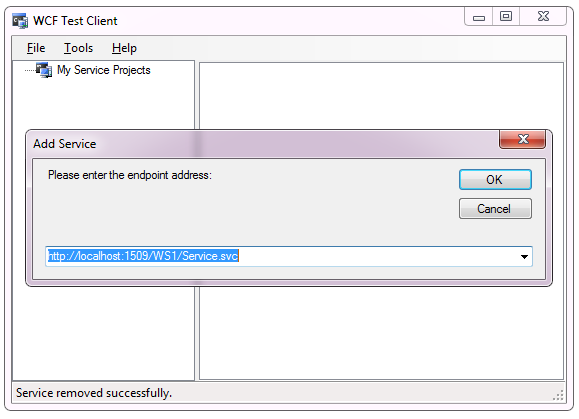 WCF Test Client
File Tools Help
My Service Projects
Add Service
Please enter the endpoint address:
OK
Cancel
http://localhost:1509/WS1/Service.svc
Service removed successfully.